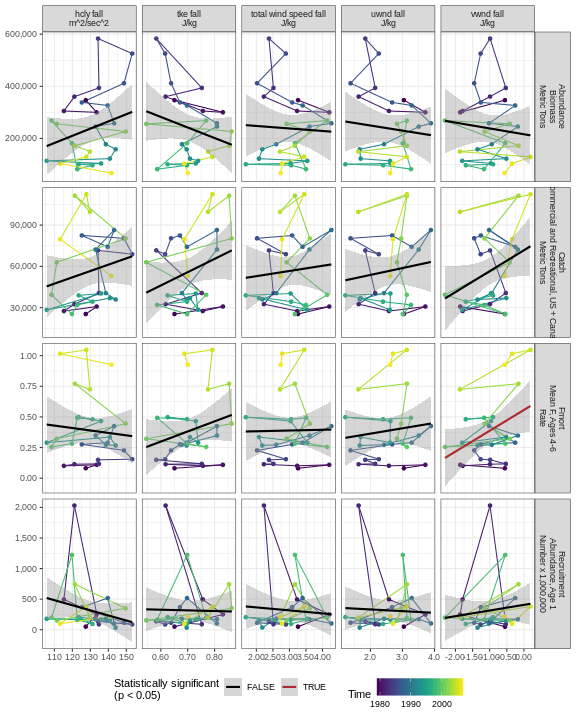 hcly fall
m^2/sec^2
tke fall
J/kg
total wind speed fall
J/kg
uwnd fall
J/kg
vwnd fall
J/kg
600,000
400,000
200,000
Abundance
Biomass
Metric Tons
90,000
60,000
30,000
Catch
ommercial and Recreational, US + Cana
Metric Tons
1.00
0.75
0.50
0.25
0.00
Fmort
Mean F, Ages 4-6
Rate
2,000
1,500
1,000
500
0
Recruitment
Abundance, Age 1
Number x 1,000,000
110 120 130 140 150
0.60 0.70 0.80
2.00 2.50 3.00 3.50 4.00
2.0 3.0 4.0
-2.00 -1.50 -1.00 -0.50 0.00
Statistically significant
(p < 0.05)
FALSE
TRUE
Time
1980 1990 2000